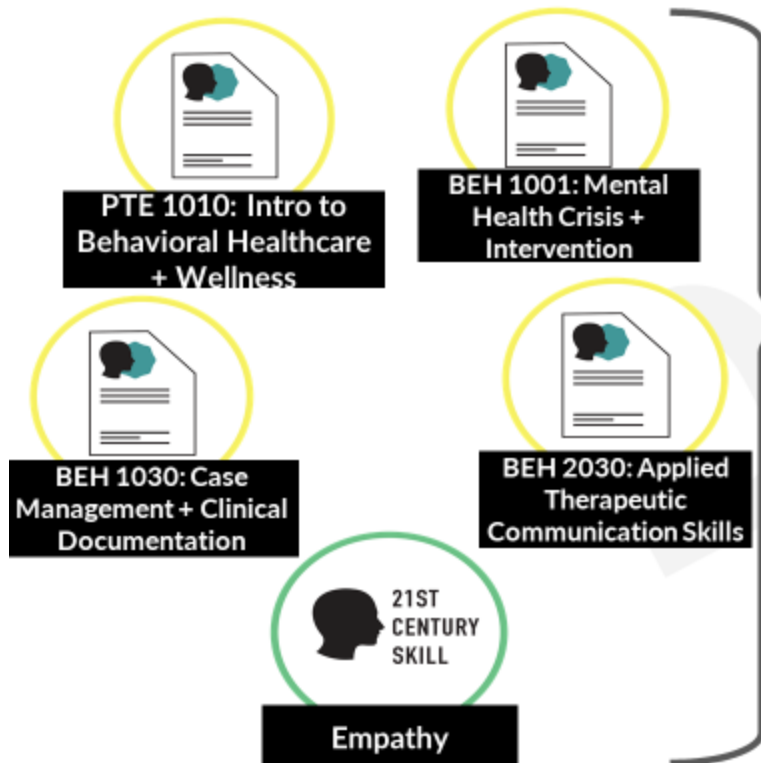 PTE 1010: Intro to
Behavioral Healthcare
+ Wellness
BEH 1001: Mental
Health Crisis +
Intervention
BEH 1030: Case
Management + Clinical
Documentation
BEH 2030: Applied
Therapeutic
Communication Skills
21ST
CENTURY
SKILL
Empathy